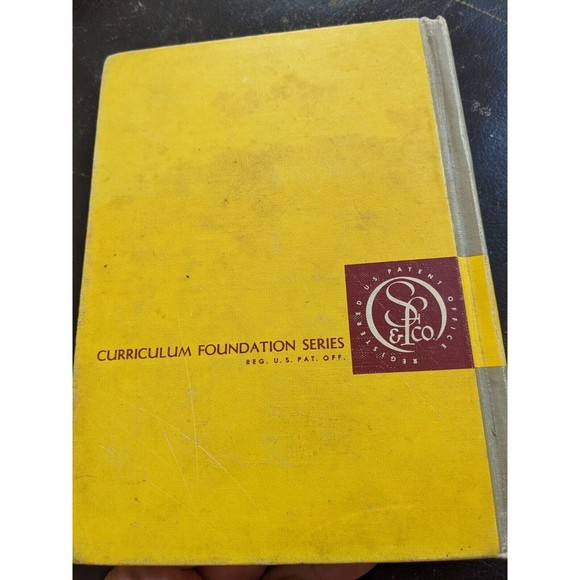 CURRICULUM FOUNDATION SERIES
REG. U.S. PAT. OFF.
REGISTERED U.S. PATENT OFFICE
SF
&CO.